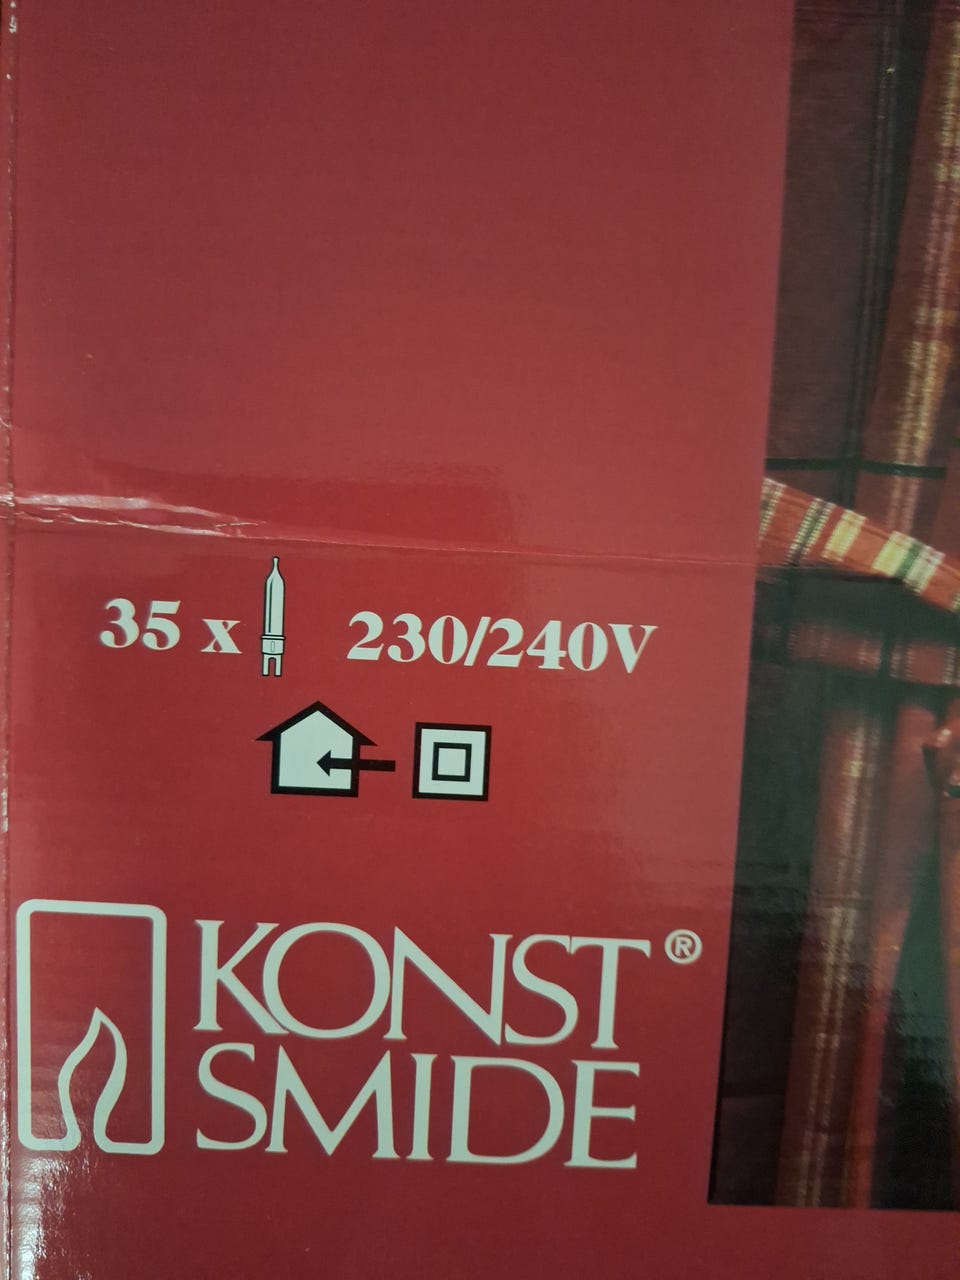 35 x 230/240V
KONST®
SMIDE